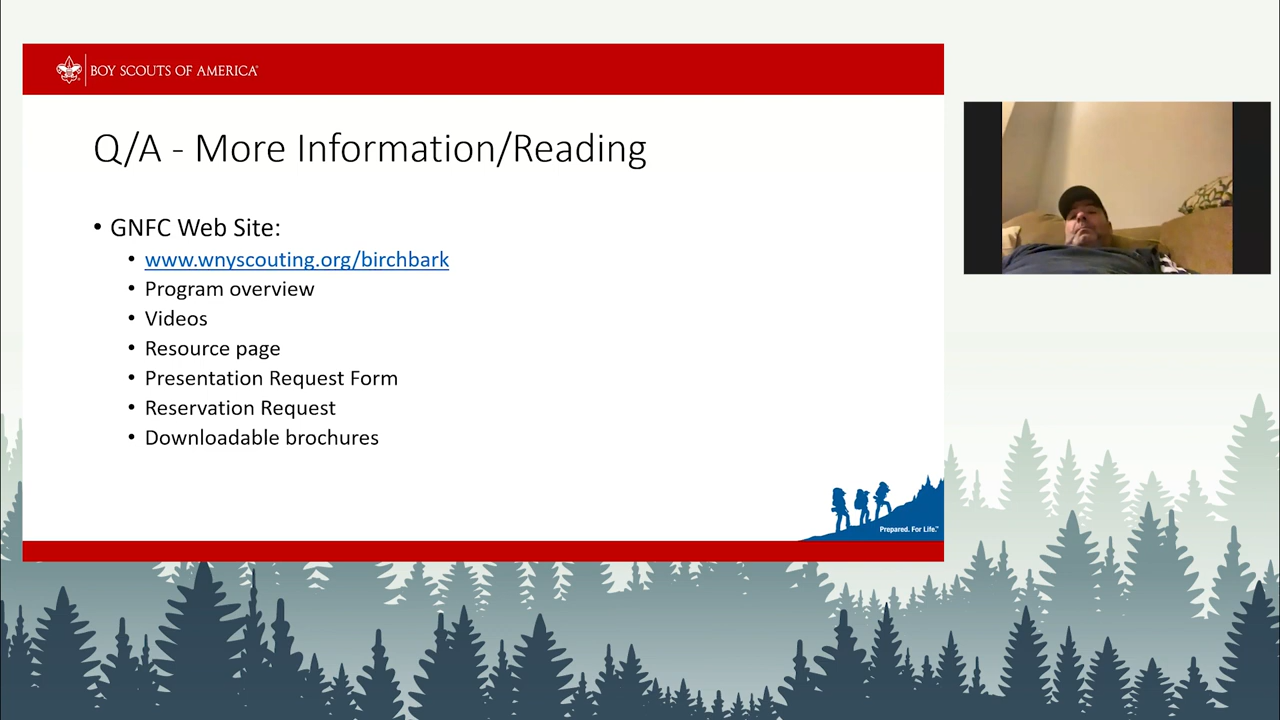 BOY SCOUTS OF AMERICA®
Q/A - More Information/Reading
• GNFC Web Site:
• www.wnyscouting.org/birchbark
• Program overview
• Videos
• Resource page
• Presentation Request Form
• Reservation Request
• Downloadable brochures
Prepared. For Life.™